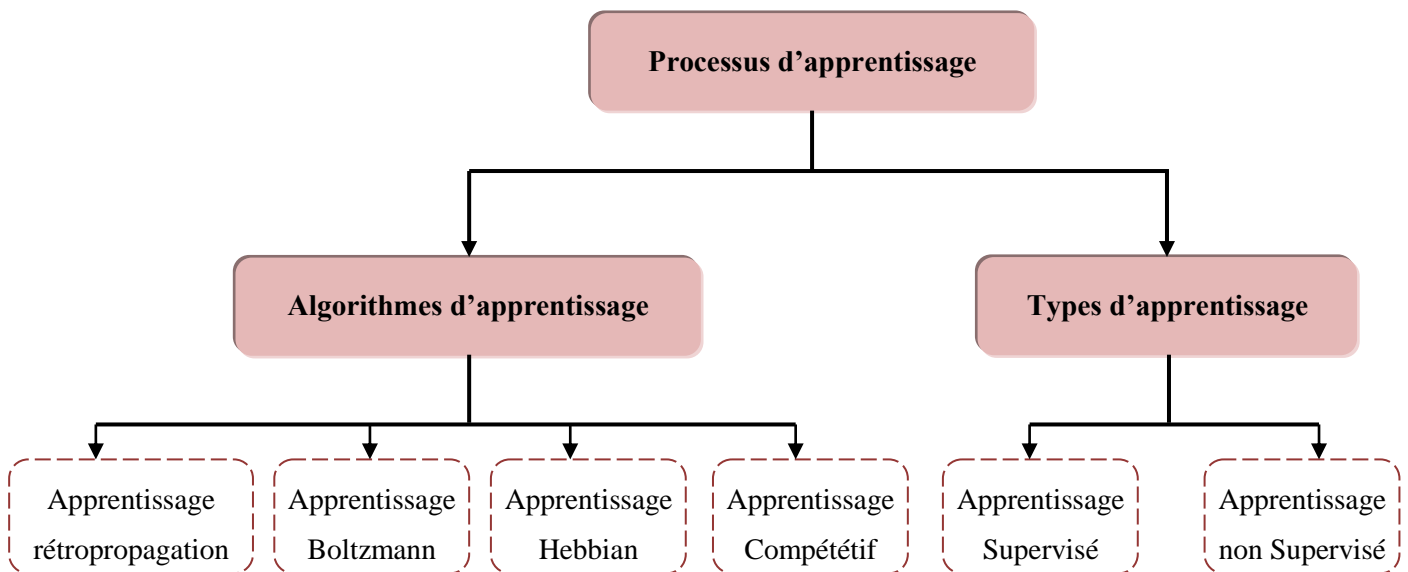 Processus d’apprentissage
Algorithmes d’apprentissage
Types d’apprentissage
Apprentissage
rétropropagation
Apprentissage
Boltzmann
Apprentissage
Hebbian
Apprentissage
Compététif
Apprentissage
Supervisé
Apprentissage
non Supervisé